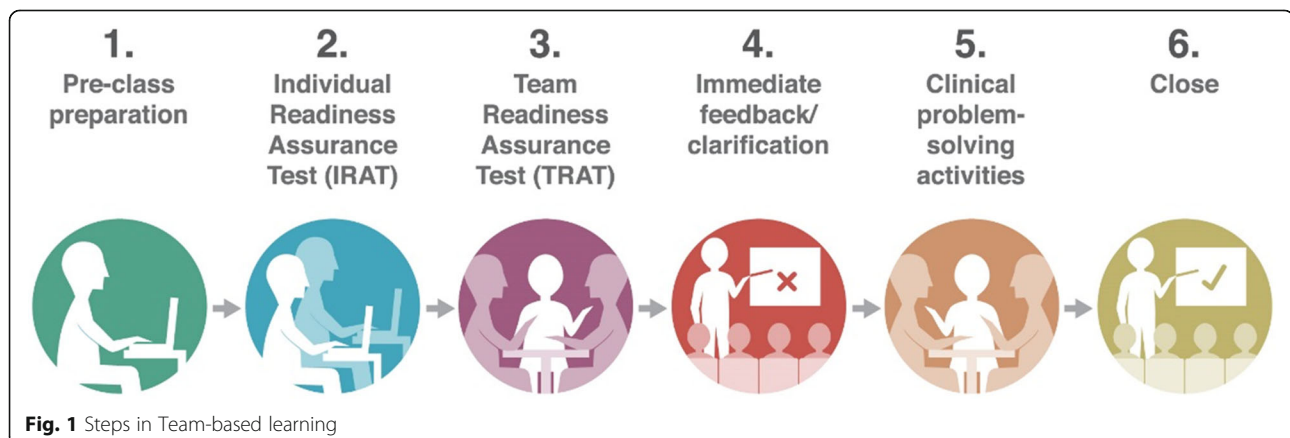 1.
Pre-class
preparation
2.
Individual
Readiness
Assurance
Test (IRAT)
3.
Team
Readiness
Assurance
Test (TRAT)
4.
Immediate
feedback/
clarification
5.
Clinical
problem-
solving
activities
6.
Close
Fig. 1 Steps in Team-based learning